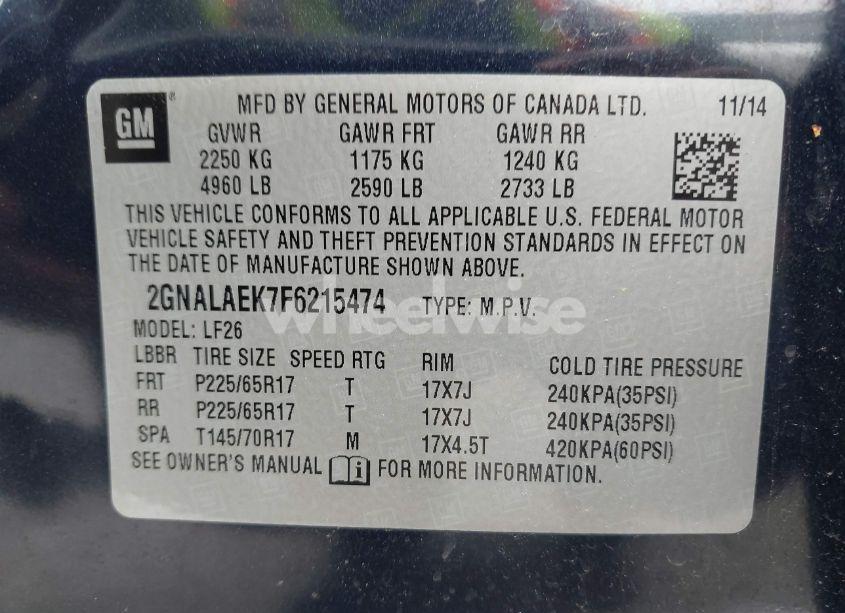 GM® MFD BY GENERAL MOTORS OF CANADA LTD. 11/14
GVWR GAWR FRT GAWR RR
2250 KG 1175 KG 1240 KG
4960 LB 2590 LB 2733 LB
THIS VEHICLE CONFORMS TO ALL APPLICABLE U.S. FEDERAL MOTOR
VEHICLE SAFETY AND THEFT PREVENTION STANDARDS IN EFFECT ON
THE DATE OF MANUFACTURE SHOWN ABOVE.
2GNALAEK7F6215474 TYPE: M.P.V.
wheelwise
MODEL: LF26
LBBR TIRE SIZE SPEED RTG RIM COLD TIRE PRESSURE
FRT P225/65R17 T 17X7J 240KPA(35PSI)
RR P225/65R17 T 17X7J 240KPA(35PSI)
SPA T145/70R17 M 17X4.5T 420KPA(60PSI)
SEE OWNER'S MANUAL i FOR MORE INFORMATION.